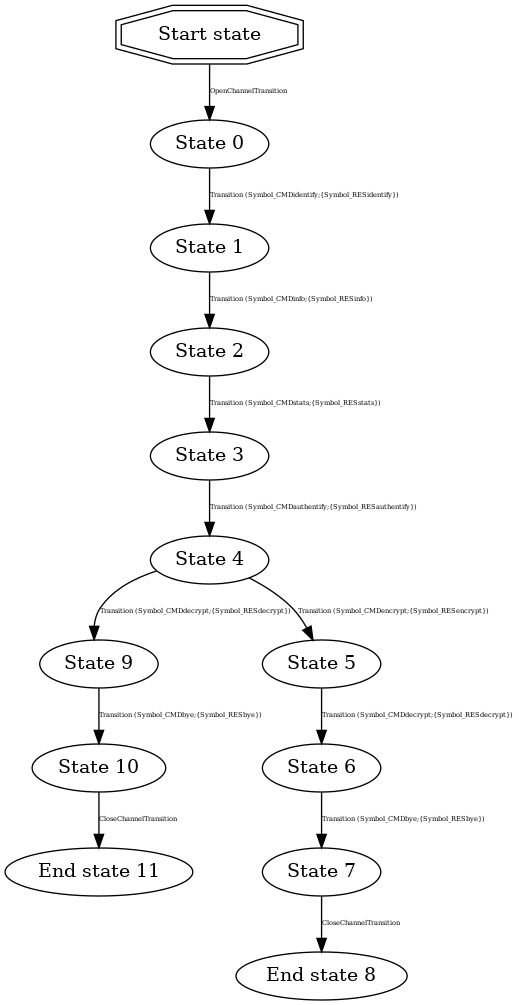 Start state
OpenChannelTransition
State 0
Transition (Symbol_CMDidentify;{Symbol_RESidentify})
State 1
Transition (Symbol_CMDinfo;{Symbol_RESinfo})
State 2
Transition (Symbol_CMDstats;{Symbol_RESstats})
State 3
Transition (Symbol_CMDauthentify;{Symbol_RESauthentify})
State 4
Transition (Symbol_CMDdecrypt;{Symbol_RESdecrypt})
Transition (Symbol_CMDencrypt;{Symbol_RESencrypt})
State 9
State 5
Transition (Symbol_CMDbye;{Symbol_RESbye})
Transition (Symbol_CMDdecrypt;{Symbol_RESdecrypt})
State 10
State 6
CloseChannelTransition
Transition (Symbol_CMDbye;{Symbol_RESbye})
End state 11
State 7
CloseChannelTransition
End state 8